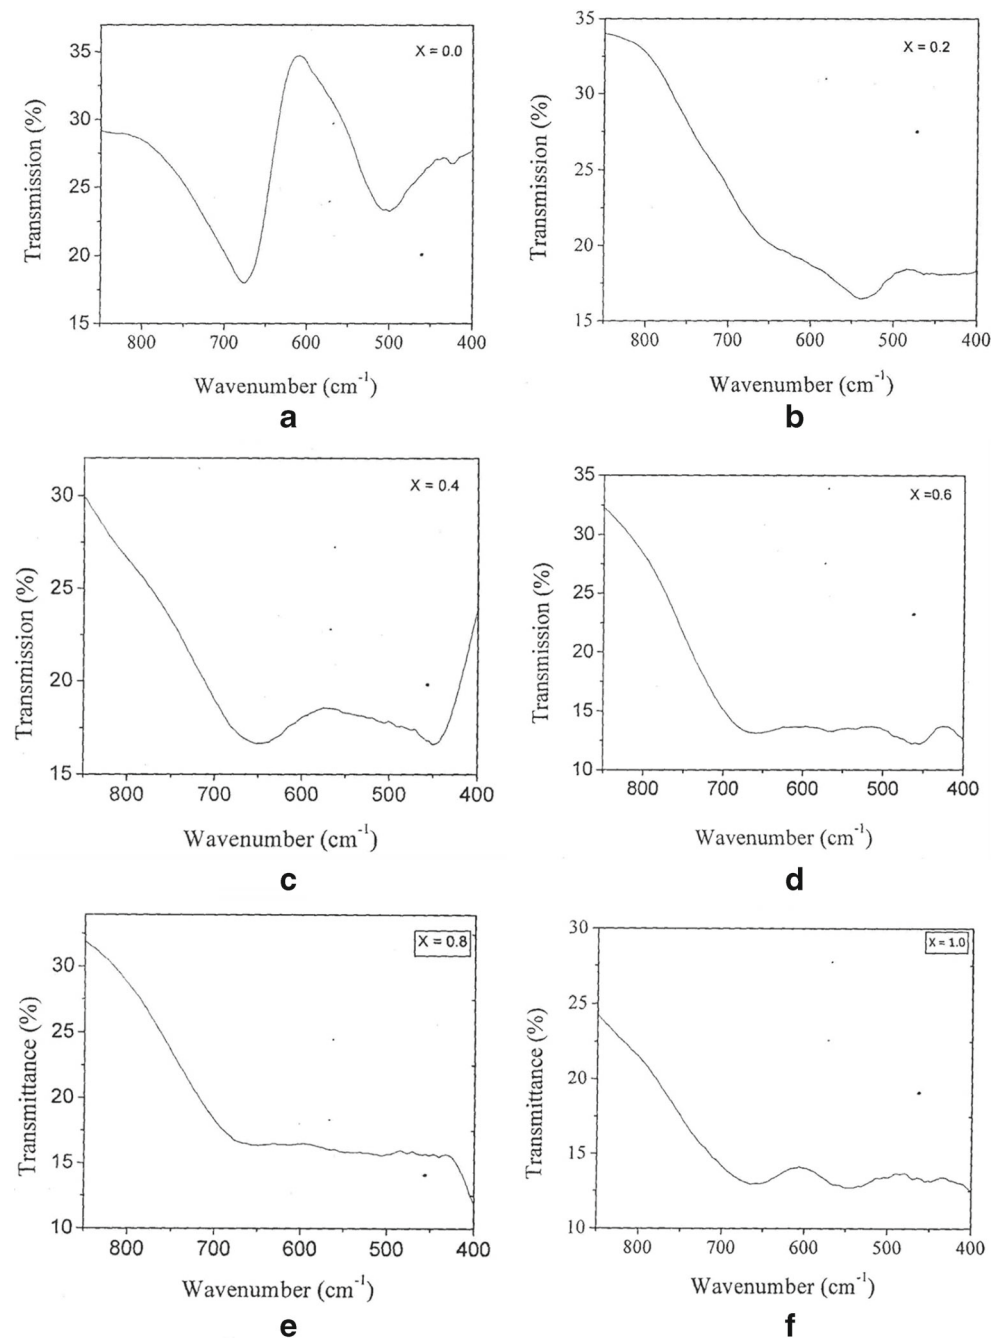 X = 0.0
35
30
25
20
15
Transmission (%)
800 700 600 500 400
Wavenumber (cm⁻¹)
a
X = 0.2
35
30
25
20
15
Transmission (%)
800 700 600 500 400
Wavenumber (cm⁻¹)
b
X = 0.4
30
25
20
15
Transmission (%)
800 700 600 500 400
Wavenumber (cm⁻¹)
c
X =0.6
35
30
25
20
15
10
Transmission (%)
800 700 600 500 400
Wavenumber (cm⁻¹)
d
X = 0.8
30
25
20
15
10
Transmittance (%)
800 700 600 500 400
Wavenumber (cm⁻¹)
e
X = 1.0
30
25
20
15
10
Transmittance (%)
800 700 600 500 400
Wavenumber (cm⁻¹)
f